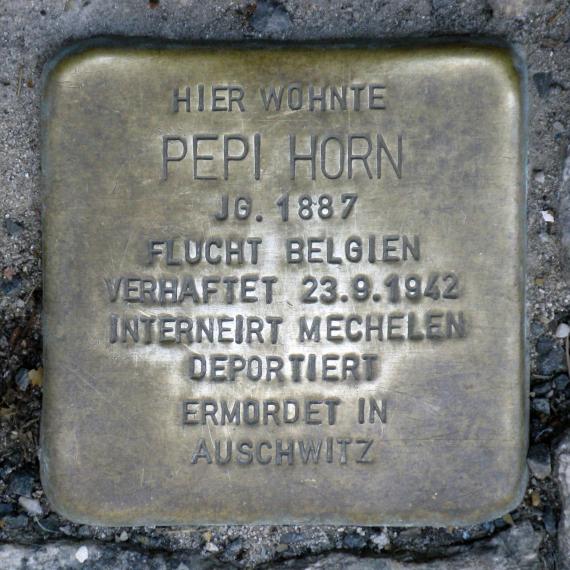 HIER WOHNTE
PEPI HORN
JG. 1887
FLUCHT BELGIEN
VERHAFTET 23.9.1942
INTERNEIRT MECHELEN
DEPORTIERT
ERMORDET IN
AUSCHWITZ